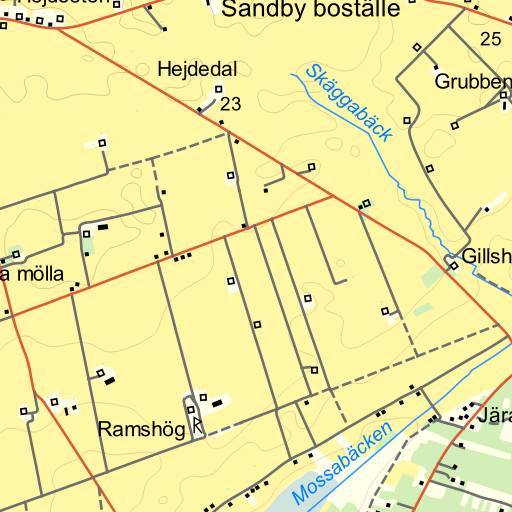 Sandby boställe
Hejdedal
23
Skäggabäck
25
Grubben
Gillsh
a mölla
Ramshög
R
Mossabäcken
Jära